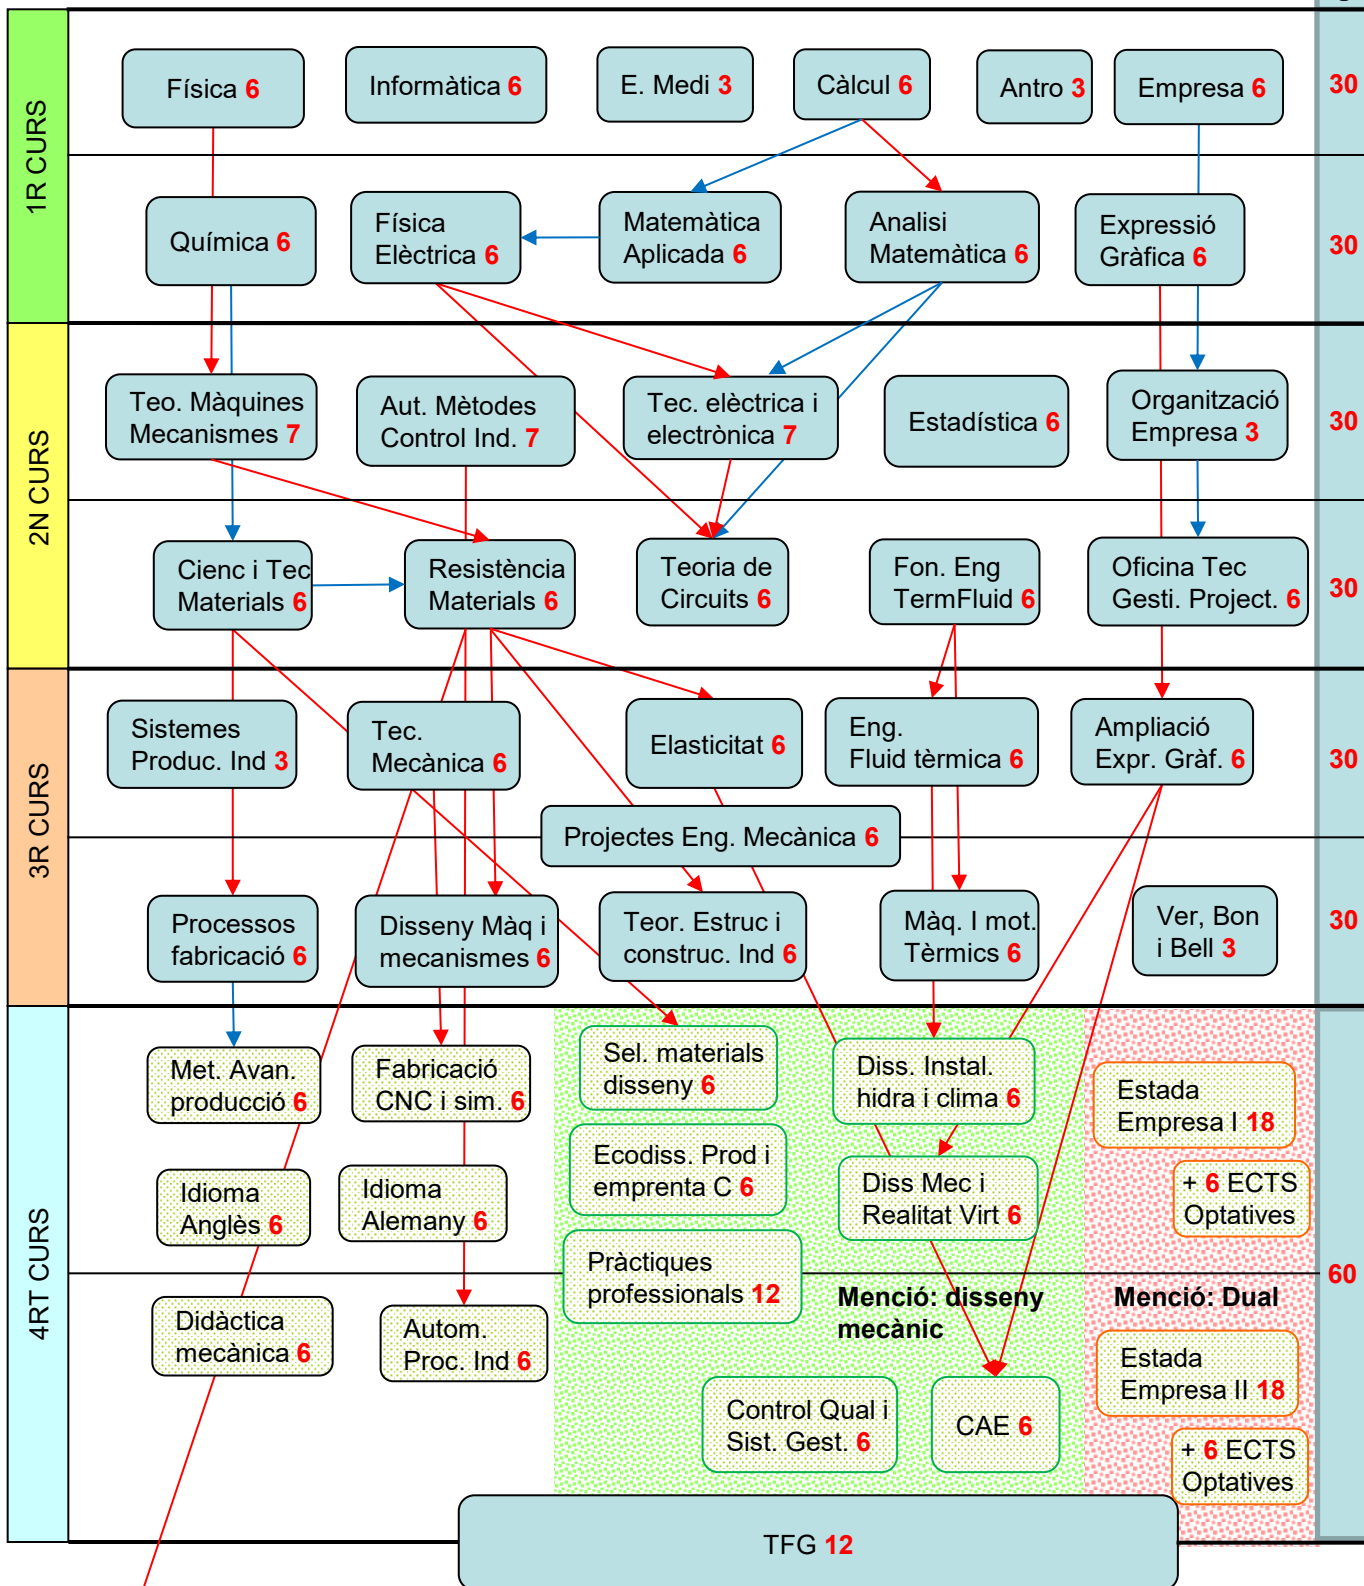 1R CURS
Física 6
Informàtica 6
E. Medi 3
Càlcul 6
Antro 3
Empresa 6
30
Química 6
Física
Elèctrica 6
Matemàtica
Aplicada 6
Analisi
Matemàtica 6
Expressió
Gràfica 6
30
2N CURS
Teo. Màquines
Mecanismes 7
Aut. Mètodes
Control Ind. 7
Tec. elèctrica i
electrònica 7
Estadística 6
Organització
Empresa 3
30
Cienc i Tec
Materials 6
Resistència
Materials 6
Teoria de
Circuits 6
Fon. Eng
TermFluid 6
Oficina Tec
Gesti. Project. 6
30
3R CURS
Sistemes
Produc. Ind 3
Tec.
Mecànica 6
Elasticitat 6
Eng.
Fluid tèrmica 6
Ampliació
Expr. Gràf. 6
30
Projectes Eng. Mecànica 6
Processos
fabricació 6
Disseny Màq i
mecanismes 6
Teor. Estruc i
construc. Ind 6
Màq. I mot.
Tèrmics 6
Ver, Bon
i Bell 3
30
4RT CURS
Met. Avan.
producció 6
Fabricació
CNC i sim. 6
Sel. materials
disseny 6
Diss. Instal.
hidra i clima 6
Estada
Empresa I 18
Idioma
Anglès 6
Idioma
Alemany 6
Ecodiss. Prod i
emprenta C 6
Diss Mec i
Realitat Virt 6
+ 6 ECTS
Optatives
Pràctiques
professionals 12
60
Didàctica
mecànica 6
Autom.
Proc. Ind 6
Menció: disseny
mecànic
Menció: Dual
Estada
Empresa II 18
Control Qual i
Sist. Gest. 6
CAE 6
+ 6 ECTS
Optatives
TFG 12